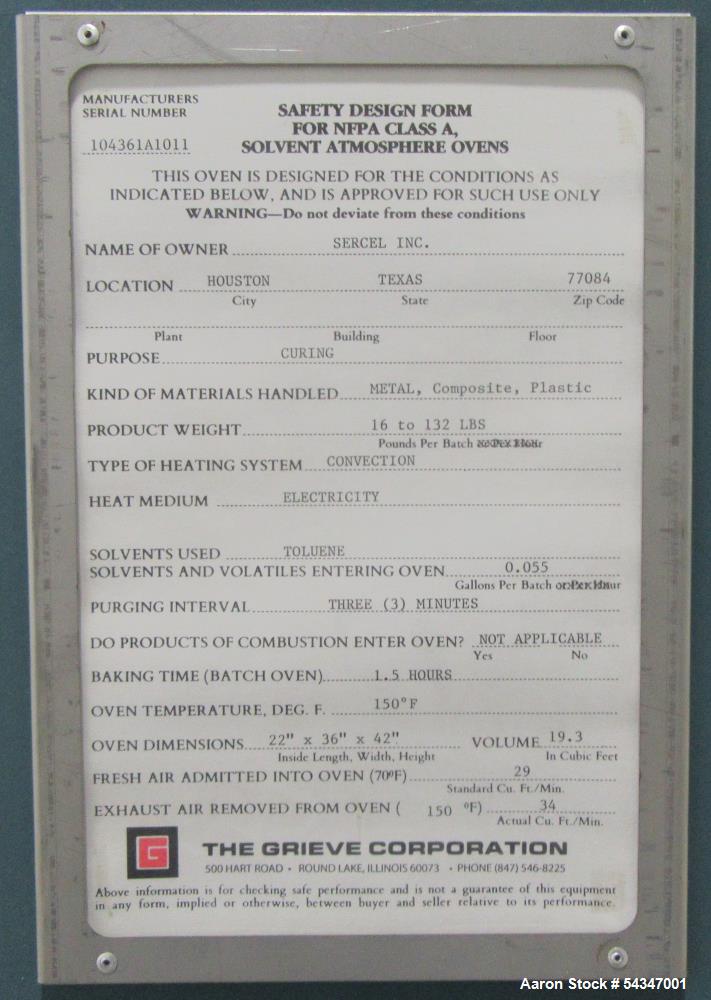 MANUFACTURERS
SERIAL NUMBER
104361A1011
SAFETY DESIGN FORM
FOR NFPA CLASS A,
SOLVENT ATMOSPHERE OVENS
THIS OVEN IS DESIGNED FOR THE CONDITIONS AS
INDICATED BELOW, AND IS APPROVED FOR SUCH USE ONLY
WARNING—Do not deviate from these conditions
NAME OF OWNER SERCEL INC.
LOCATION HOUSTON TEXAS 77084
City State Zip Code
Plant Building Floor
PURPOSE CURING
KIND OF MATERIALS HANDLED METAL, Composite, Plastic
PRODUCT WEIGHT 16 to 132 LBS
Pounds Per Batch or Per Hour
TYPE OF HEATING SYSTEM CONVECTION
HEAT MEDIUM ELECTRICITY
SOLVENTS USED TOLUENE
SOLVENTS AND VOLATILES ENTERING OVEN 0.055
Gallons Per Batch or Per Hour
PURGING INTERVAL THREE (3) MINUTES
DO PRODUCTS OF COMBUSTION ENTER OVEN? NOT APPLICABLE
Yes No
BAKING TIME (BATCH OVEN) 1.5 HOURS
OVEN TEMPERATURE, DEG. F. 150°F
OVEN DIMENSIONS 22" x 36" x 42" VOLUME 19.3
Inside Length, Width, Height In Cubic Feet
FRESH AIR ADMITTED INTO OVEN (70°F) 29
Standard Cu. Ft./Min.
EXHAUST AIR REMOVED FROM OVEN ( 150 °F) 34
Actual Cu. Ft./Min.
G THE GRIEVE CORPORATION
500 HART ROAD • ROUND LAKE, ILLINOIS 60073 • PHONE (847) 546-8225
Above information is for checking safe performance and is not a guarantee of this equipment
in any form, implied or otherwise, between buyer and seller relative to its performance.
Aaron Stock # 54347001